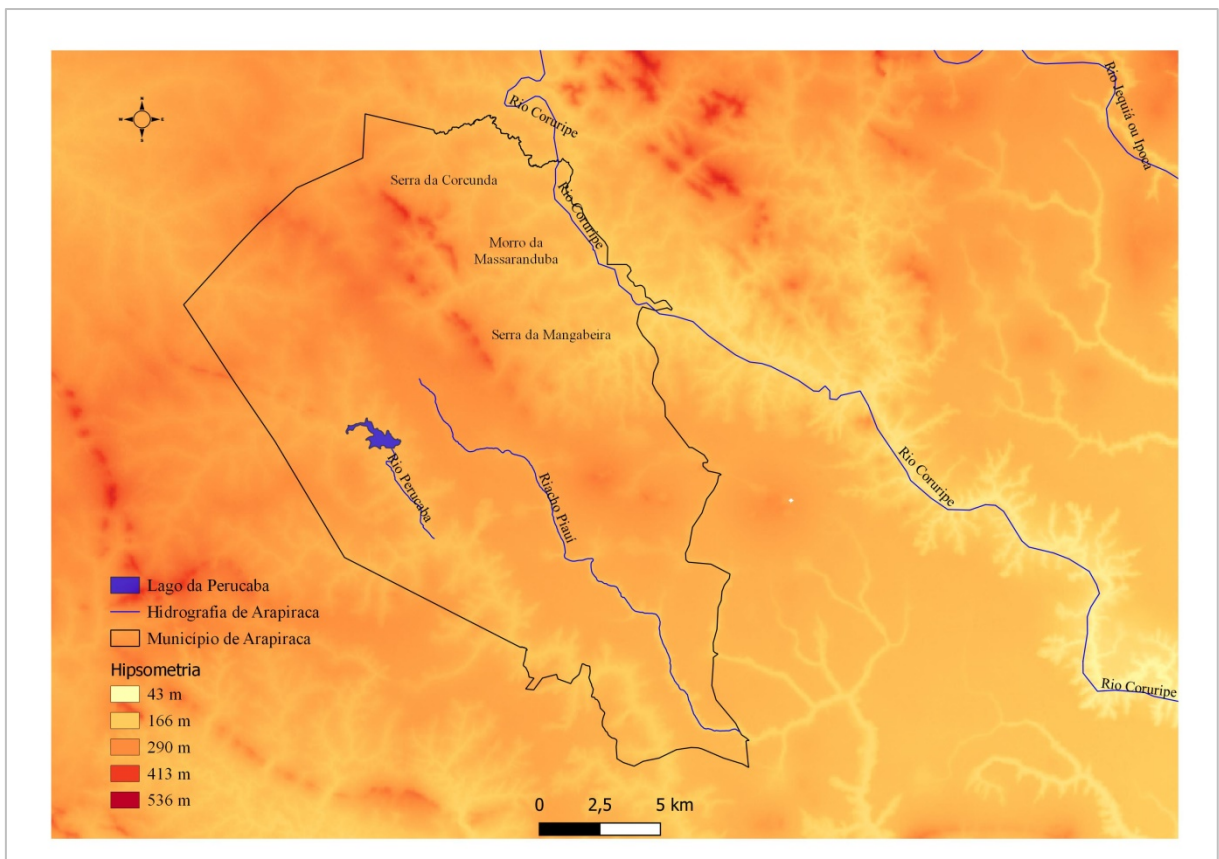 Rio Coruripe
Rio Jequiá ou Ipoca
Serra da Corcunda
Rio Coruripe
Morro da
Massaranduba
Serra da Mangabeira
Rio Perucaba
Riacho Piaui
Rio Coruripe
Rio Coruripe
Lago da Perucaba
Hidrografia de Arapiraca
Município de Arapiraca
Hipsometria
43 m
166 m
290 m
413 m
536 m
0 2,5 5 km